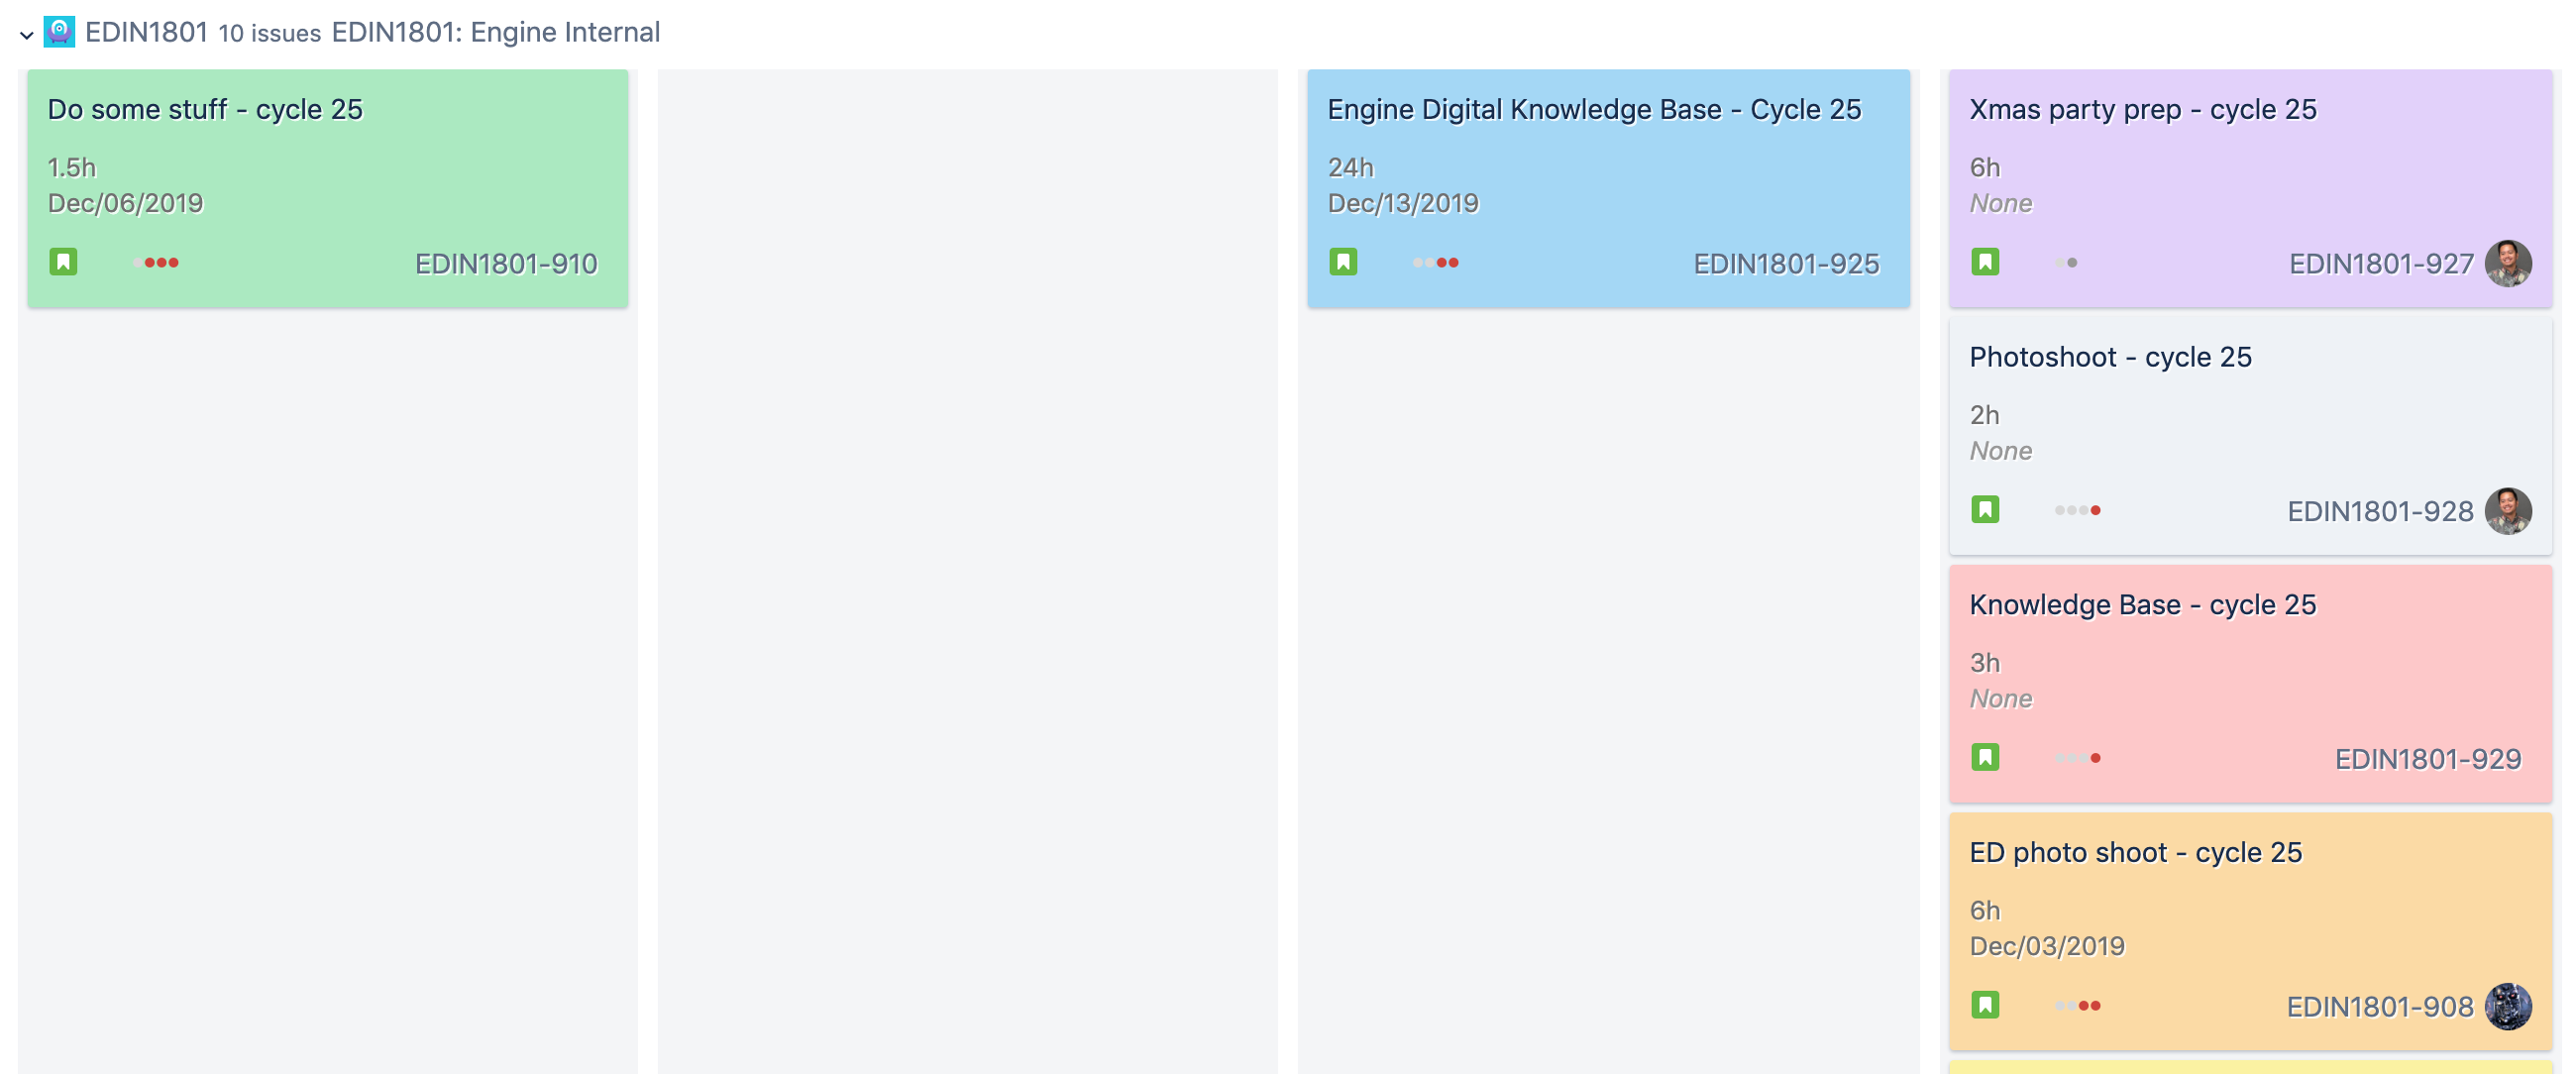 EDIN1801 10 issues EDIN1801: Engine Internal
Do some stuff - cycle 25
1.5h
Dec/06/2019
EDIN1801-910
Engine Digital Knowledge Base - Cycle 25
24h
Dec/13/2019
EDIN1801-925
Xmas party prep - cycle 25
6h
None
EDIN1801-927
Photoshoot - cycle 25
2h
None
EDIN1801-928
Knowledge Base - cycle 25
3h
None
EDIN1801-929
ED photo shoot - cycle 25
6h
Dec/03/2019
EDIN1801-908